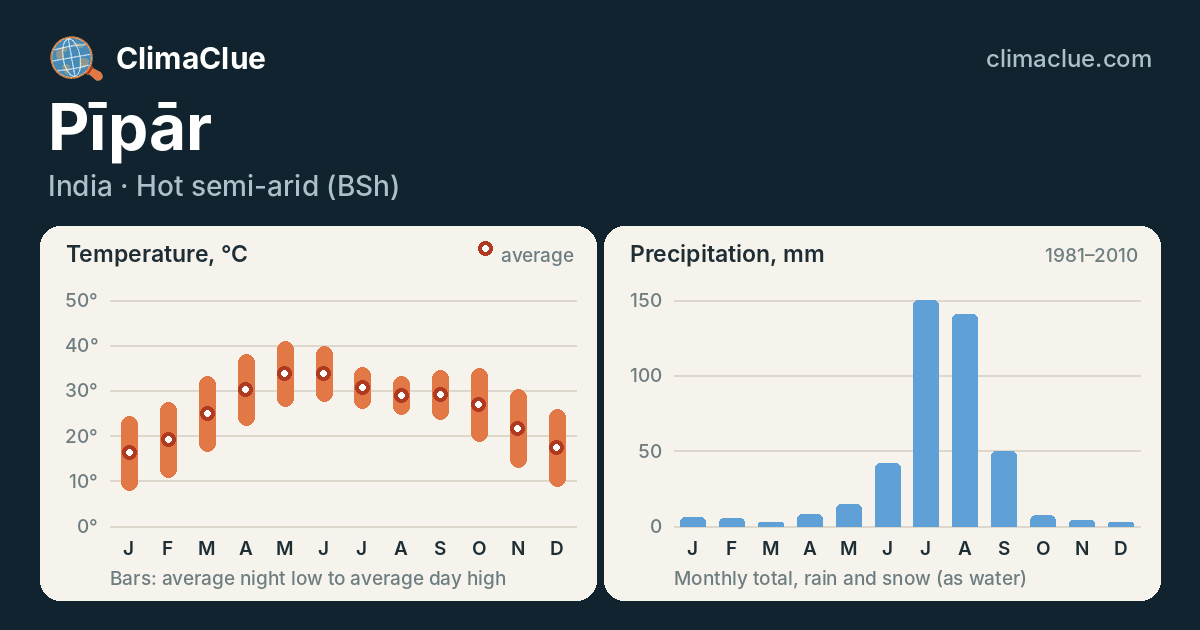 ClimaClue
climaclue.com
Pīpār
India · Hot semi-arid (BSh)
Temperature, °C
average
50°
40°
30°
20°
10°
0°
J F M A M J J A S O N D
Bars: average night low to average day high
Precipitation, mm
1981–2010
150
100
50
0
J F M A M J J A S O N D
Monthly total, rain and snow (as water)